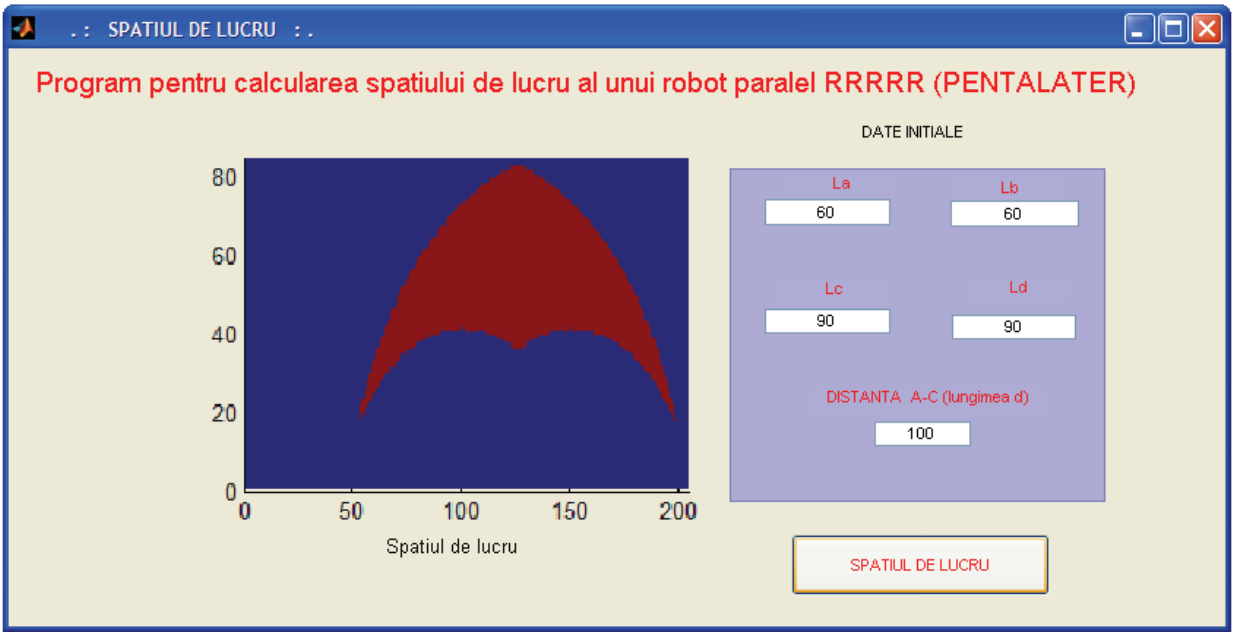 .: SPATIUL DE LUCRU :.
Program pentru calcularea spatiului de lucru al unui robot paralel RRRRR (PENTALATER)
DATE INITIALE
La Lb
60 60
Lc Ld
90 90
DISTANTA A-C (lungimea d)
100
80
60
40
20
0
0 50 100 150 200
Spatiul de lucru
SPATIUL DE LUCRU